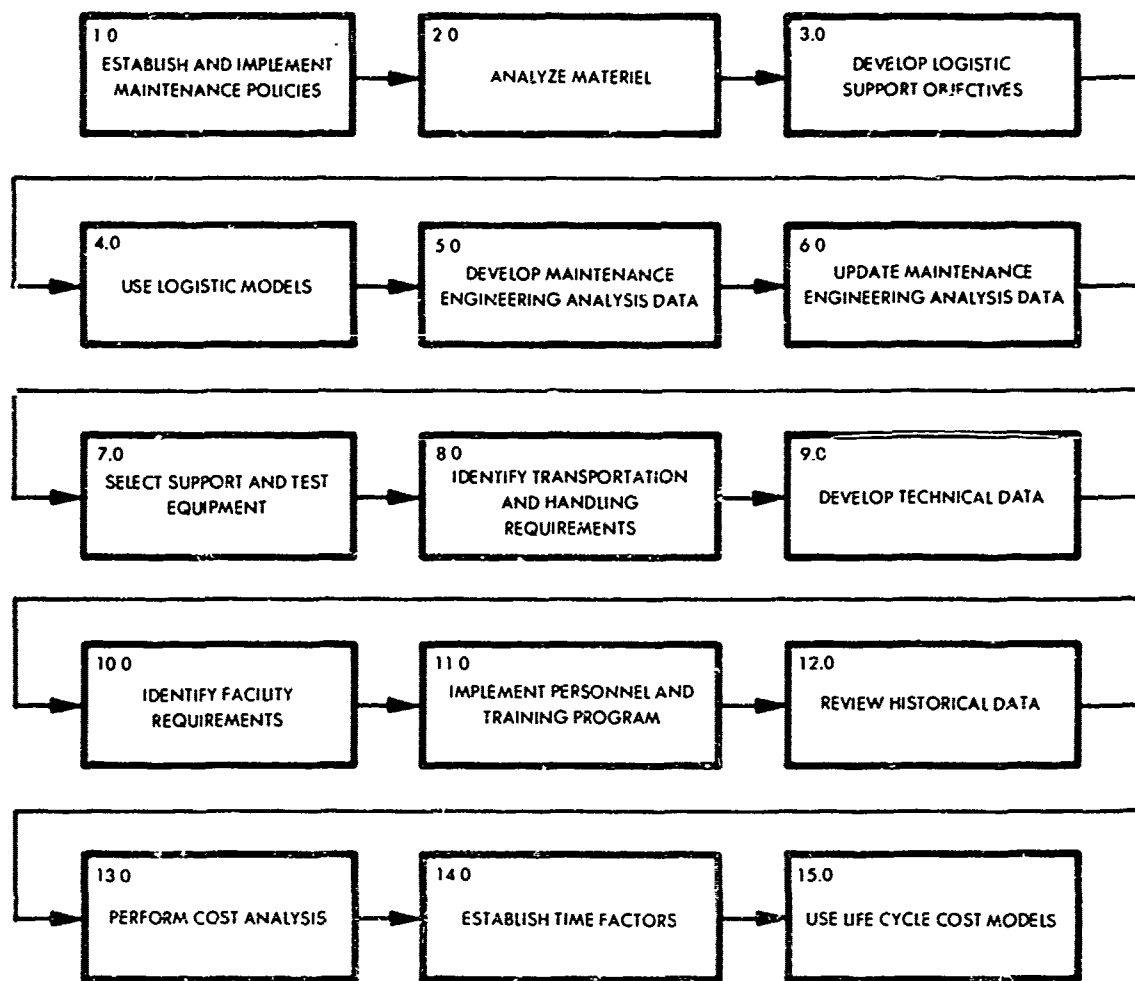 1 0
ESTABLISH AND IMPLEMENT
MAINTENANCE POLICIES
2 0
ANALYZE MATERIEL
3.0
DEVELOP LOGISTIC
SUPPORT OBJECTIVES
4.0
USE LOGISTIC MODELS
5 0
DEVELOP MAINTENANCE
ENGINEERING ANALYSIS DATA
6 0
UPDATE MAINTENANCE
ENGINEERING ANALYSIS DATA
7.0
SELECT SUPPORT AND TEST
EQUIPMENT
8 0
IDENTIFY TRANSPORTATION
AND HANDLING
REQUIREMENTS
9.0
DEVELOP TECHNICAL DATA
10 0
IDENTIFY FACILITY
REQUIREMENTS
11 0
IMPLEMENT PERSONNEL AND
TRAINING PROGRAM
12.0
REVIEW HISTORICAL DATA
13 0
PERFORM COST ANALYSIS
14.0
ESTABLISH TIME FACTORS
15.0
USE LIFE CYCLE COST MODELS